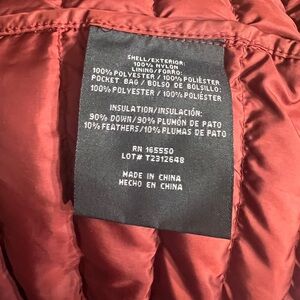 SHELL/EXTERIOR:
100% NYLON
LINING/FORRO:
100% POLYESTER / 100% POLIÉSTER
POCKET BAG / BOLSO DE BOLSILLO:
100% POLYESTER / 100% POLIÉSTER
INSULATION/INSULACIÓN:
90% DOWN/90% PLUMÓN DE PATO
10% FEATHERS/10% PLUMAS DE PATO
RN 165550
LOT# T2312648
MADE IN CHINA
HECHO EN CHINA